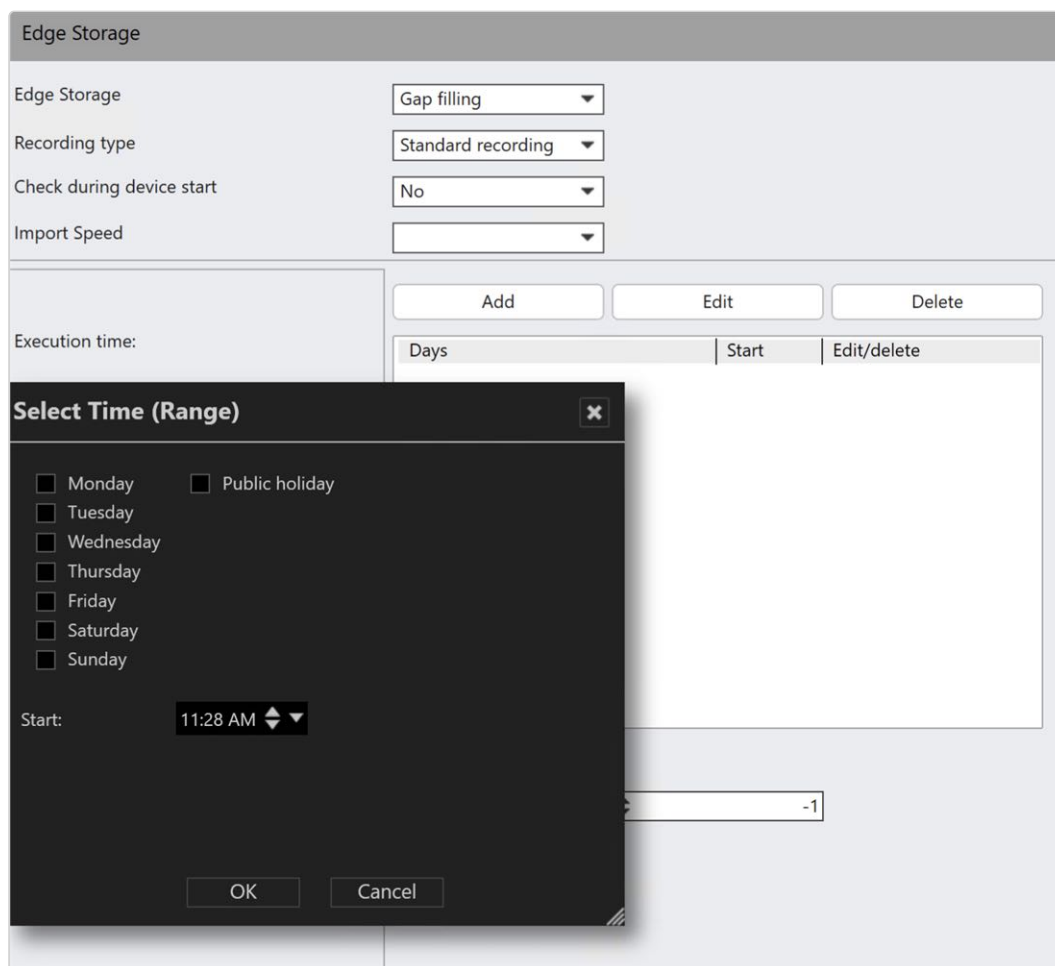 Edge Storage
Edge Storage
Gap filling
Recording type
Standard recording
Check during device start
No
Import Speed
Add Edit Delete
Execution time:
Days Start Edit/delete
Select Time (Range)
Monday Public holiday
Tuesday
Wednesday
Thursday
Friday
Saturday
Sunday
Start: 11:28 AM
-1
OK Cancel